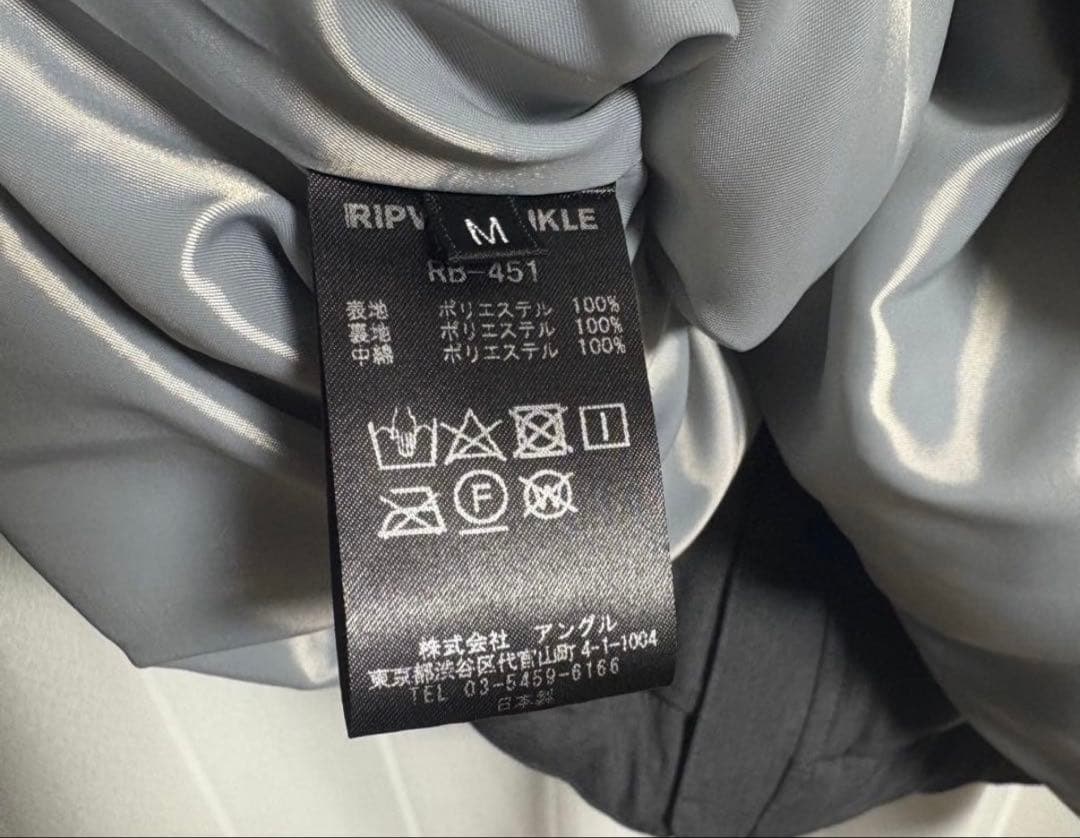 RIPV
M
NKLE
RB-451
表地 ポリエステル 100%
裏地 ポリエステル 100%
中綿 ポリエステル 100%
F
W
株式会社 アングル
東京都渋谷区代官山町4-1-1004
TEL 03-5459-6166
日本製